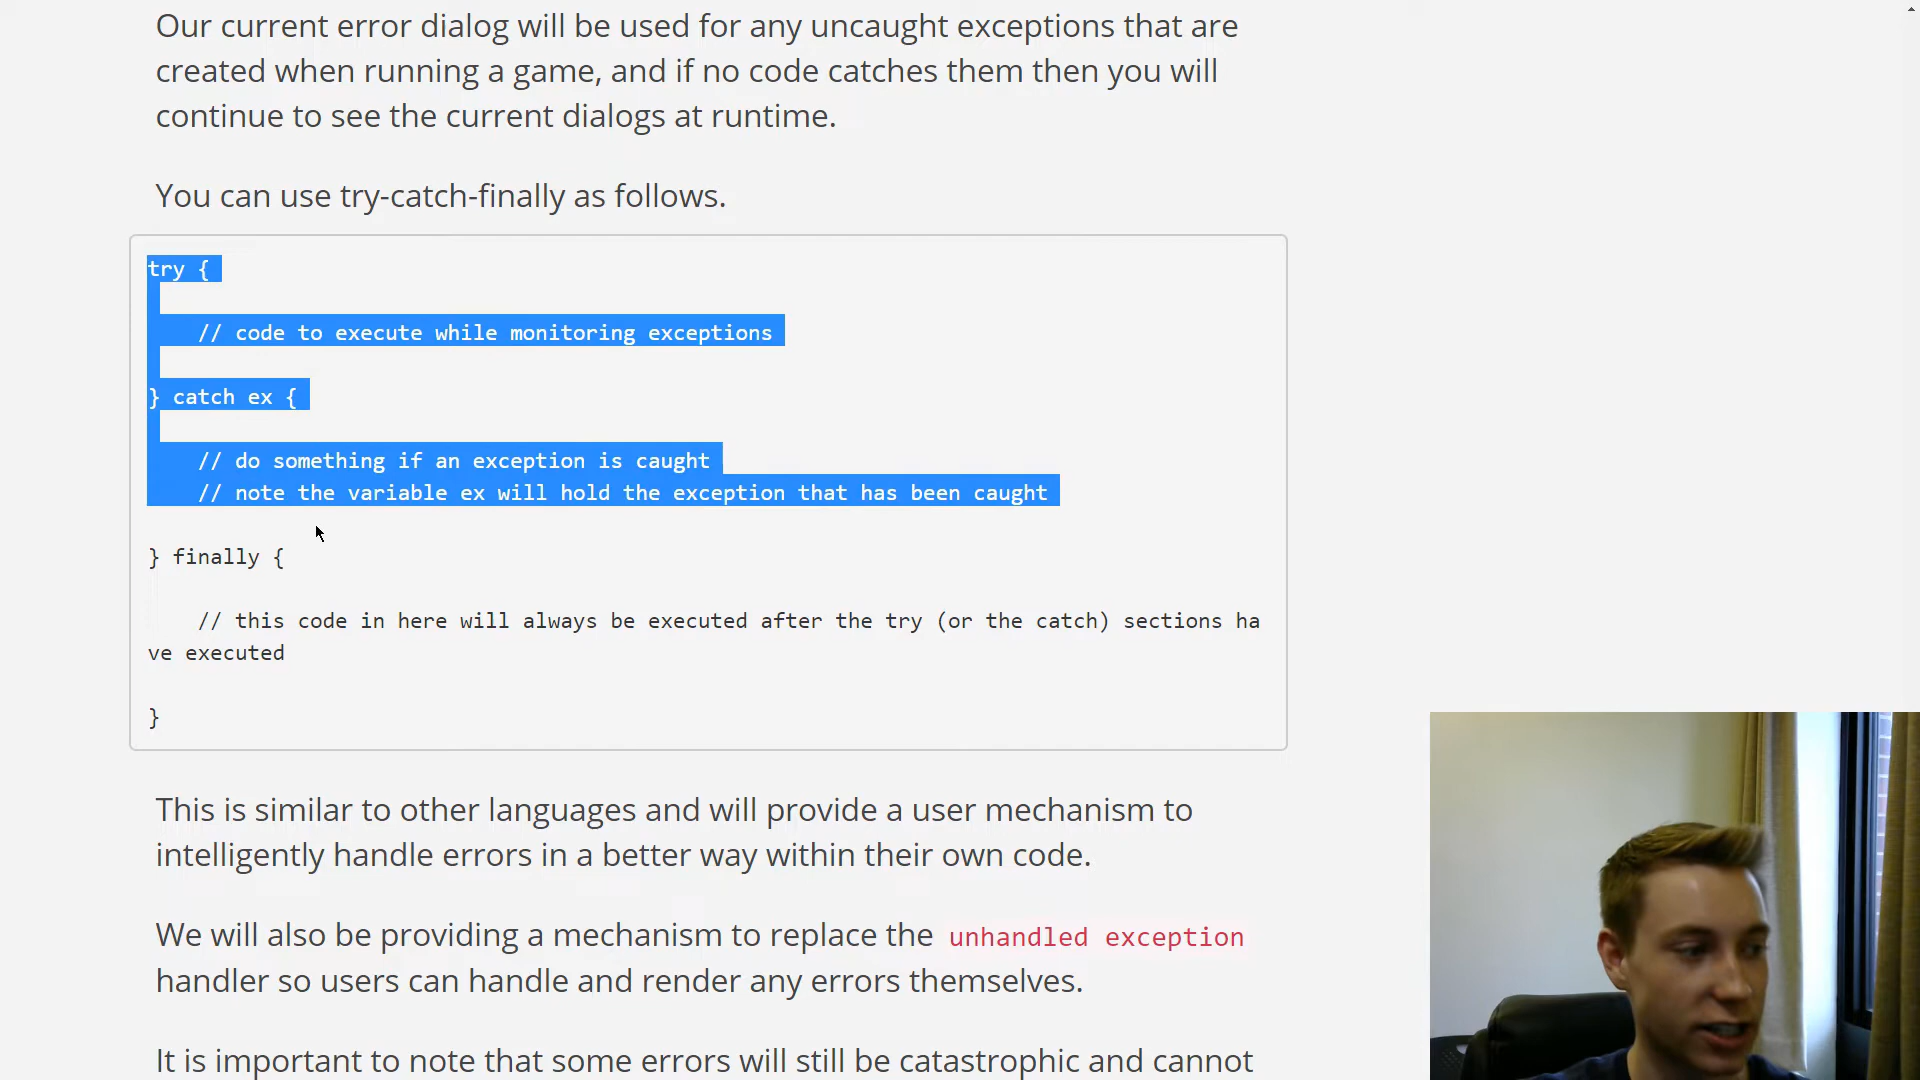 Our current error dialog will be used for any uncaught exceptions that are
created when running a game, and if no code catches them then you will
continue to see the current dialogs at runtime.
You can use try-catch-finally as follows.
try {
// code to execute while monitoring exceptions
} catch ex {
// do something if an exception is caught
// note the variable ex will hold the exception that has been caught
} finally {
// this code in here will always be executed after the try (or the catch) sections ha
ve executed
}
This is similar to other languages and will provide a user mechanism to
intelligently handle errors in a better way within their own code.
We will also be providing a mechanism to replace the unhandled exception
handler so users can handle and render any errors themselves.
It is important to note that some errors will still be catastrophic and cannot